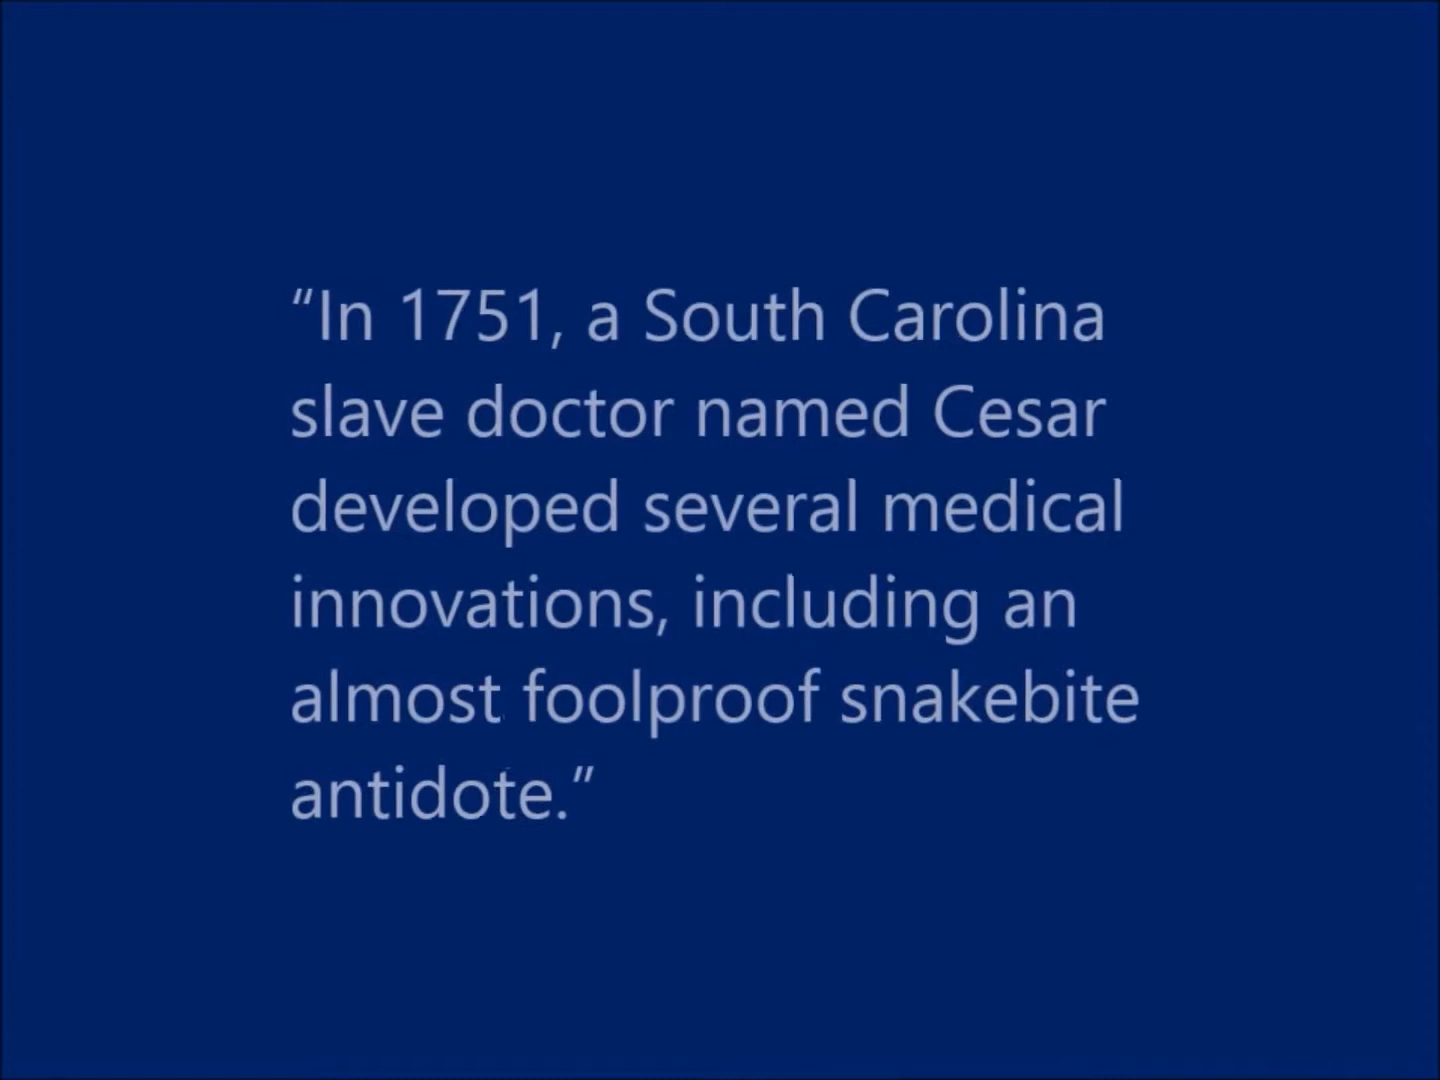 “In 1751, a South Carolina
slave doctor named Cesar
developed several medical
innovations, including an
almost foolproof snakebite
antidote.”